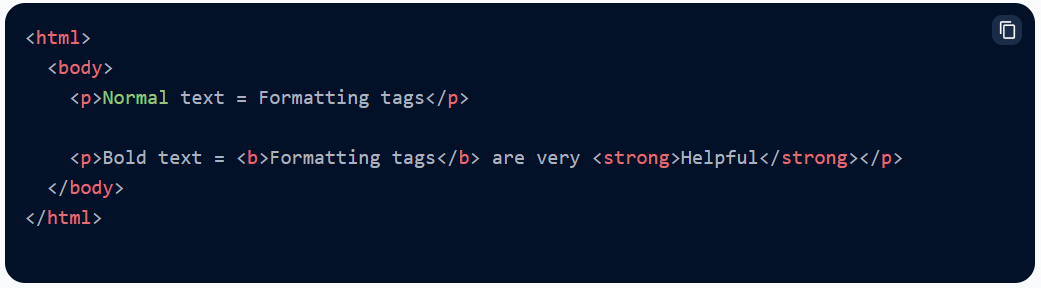 <html>
  <body>
    <p>Normal text = Formatting tags</p>

    <p>Bold text = <b>Formatting tags</b> are very <strong>Helpful</strong></p>
  </body>
</html>